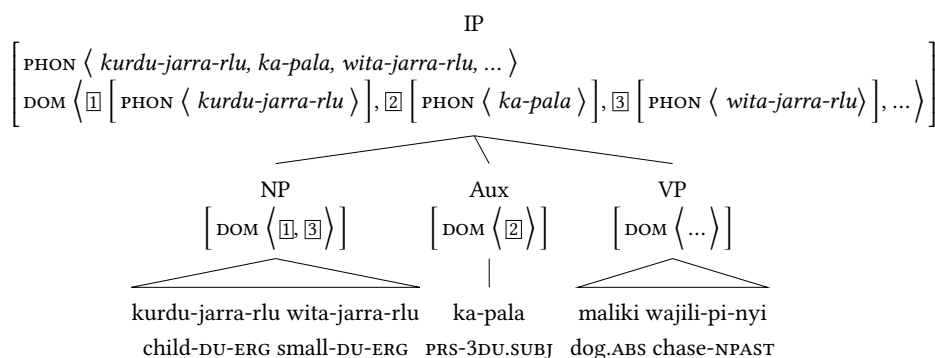 IP
PHON ⟨ kurdu-jarra-rlu, ka-pala, wita-jarra-rlu, … ⟩
DOM ⟨ 1 [ PHON ⟨ kurdu-jarra-rlu ⟩ ], 2 [ PHON ⟨ ka-pala ⟩ ], 3 [ PHON ⟨ wita-jarra-rlu⟩ ], … ⟩
NP Aux VP
[ DOM ⟨ 1, 3 ⟩ ] [ DOM ⟨ 2 ⟩ ] [ DOM ⟨ … ⟩ ]
kurdu-jarra-rlu wita-jarra-rlu ka-pala maliki wajili-pi-nyi
child-DU-ERG small-DU-ERG PRS-3DU.SUBJ dog.ABS chase-NPAST